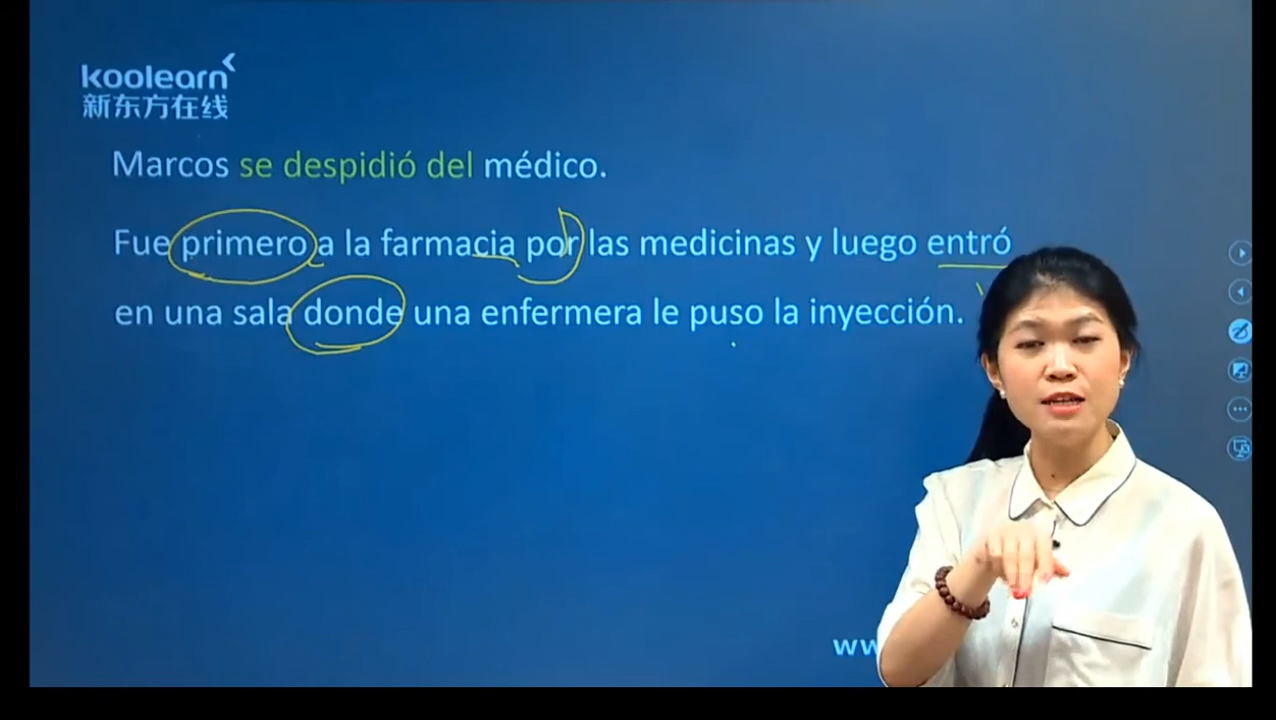 koolearn
新东方在线
Marcos se despidió del médico.
Fue primero a la farmacia por las medicinas y luego entró
en una sala donde una enfermera le puso la inyección.